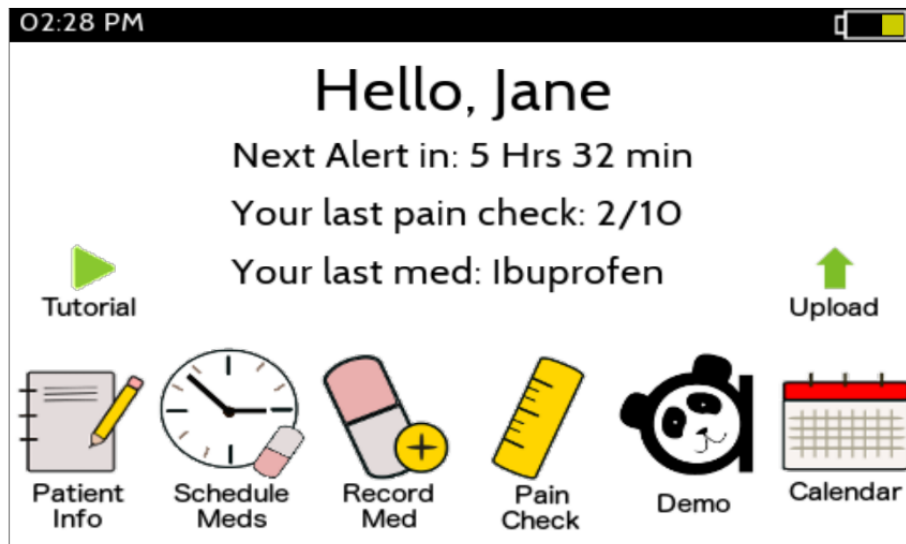 02:28 PM
Hello, Jane
Next Alert in: 5 Hrs 32 min
Your last pain check: 2/10
Your last med: Ibuprofen
Tutorial
Upload
Patient
Info
Schedule
Meds
Record
Med
Pain
Check
Demo
Calendar